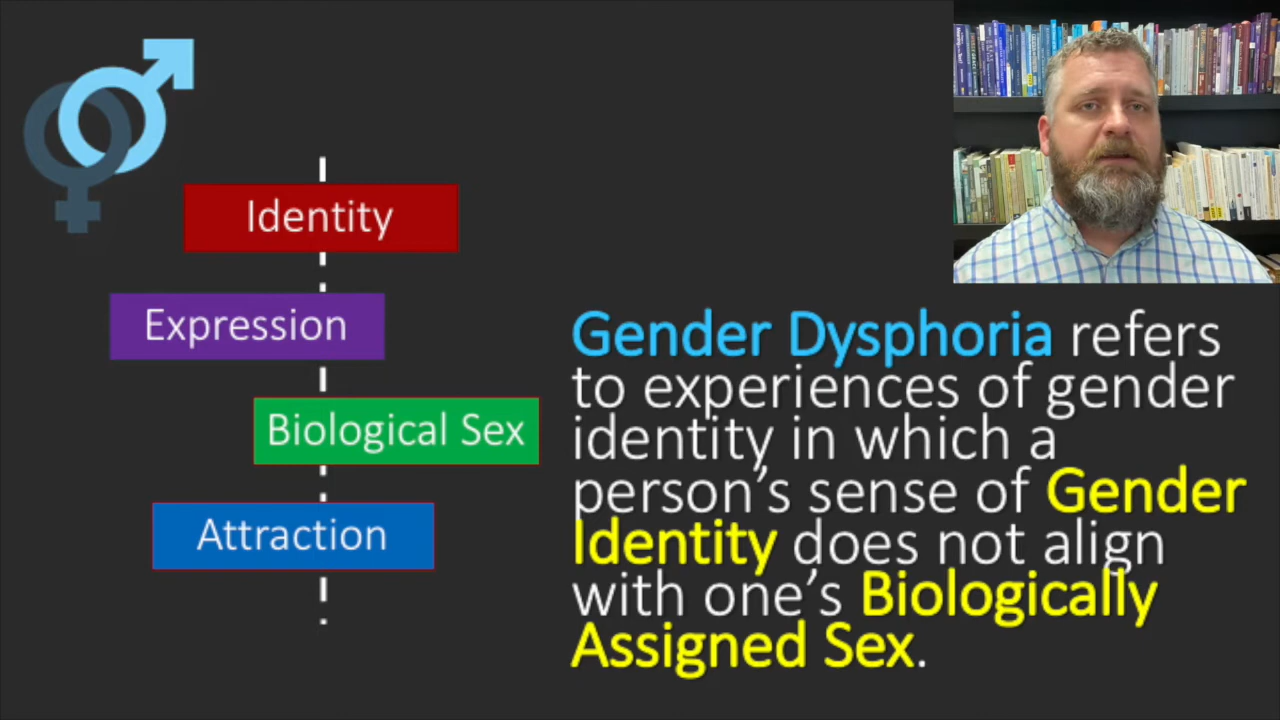 Identity
Expression
Biological Sex
Attraction
Gender Dysphoria refers
to experiences of gender
identity in which a
person’s sense of Gender
Identity does not align
with one’s Biologically
Assigned Sex.